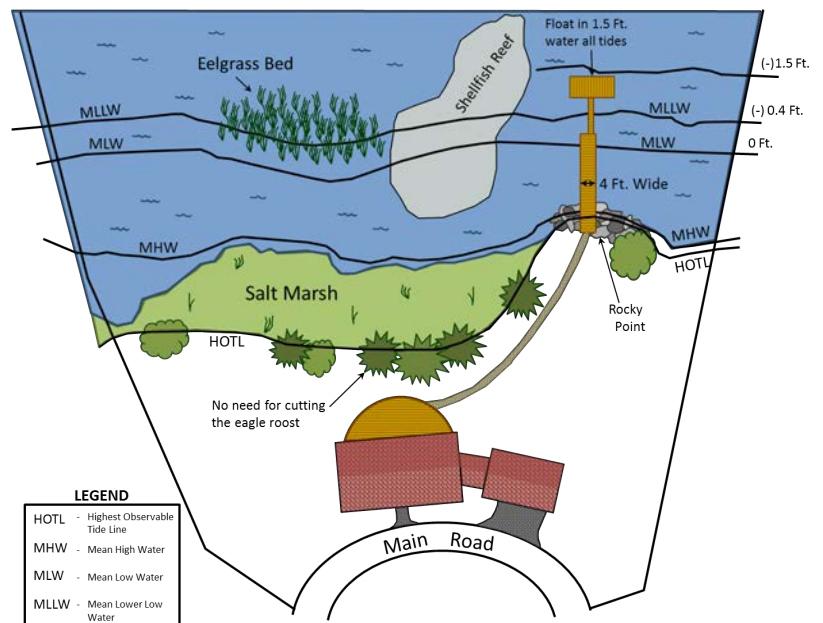 Float in 1.5 Ft.
water all tides
(-)1.5 Ft.
Eelgrass Bed
Shellfish Reef
MLLW
MLLW
(-) 0.4 Ft.
MLW
MLW
0 Ft.
4 Ft. Wide
MHW
MHW
HOTL
Salt Marsh
Rocky
Point
HOTL
No need for cutting
the eagle roost
Main Road
LEGEND
HOTL - Highest Observable
Tide Line
MHW - Mean High Water
MLW - Mean Low Water
MLLW - Mean Lower Low
Water